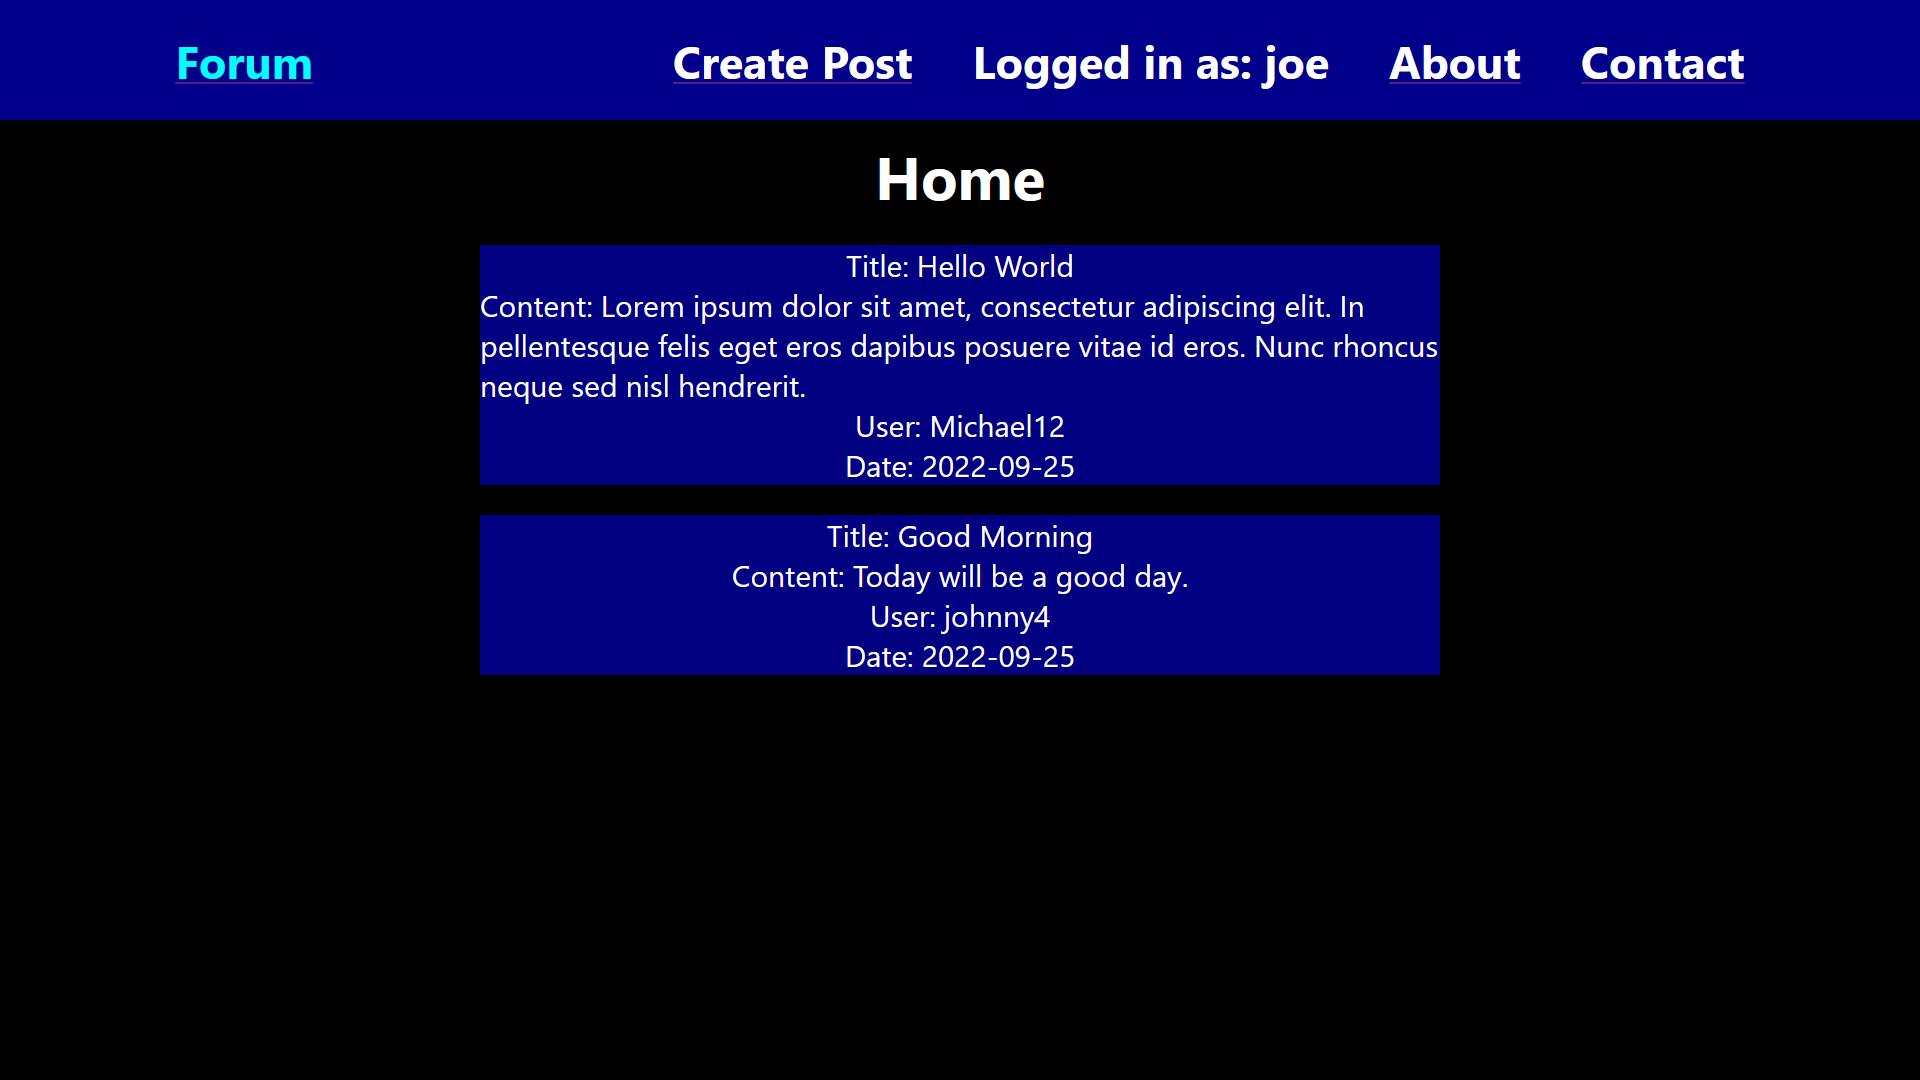 Forum
Create Post
Logged in as: joe
About
Contact
Home
Title: Hello World
Content: Lorem ipsum dolor sit amet, consectetur adipiscing elit. In
pellentesque felis eget eros dapibus posuere vitae id eros. Nunc rhoncus
neque sed nisl hendrerit.
User: Michael12
Date: 2022-09-25
Title: Good Morning
Content: Today will be a good day.
User: johnny4
Date: 2022-09-25